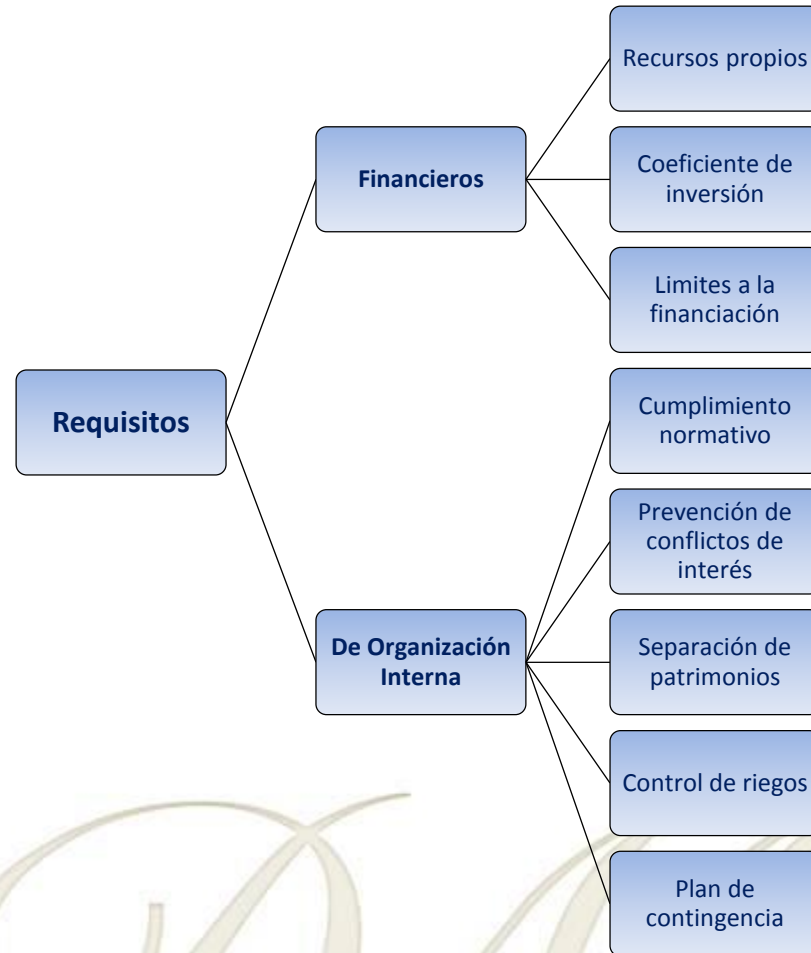 Requisitos
Financieros
Recursos propios
Coeficiente de
inversión
Limites a la
financiación
De Organización
Interna
Cumplimiento
normativo
Prevención de
conflictos de
interés
Separación de
patrimonios
Control de riegos
Plan de
contingencia